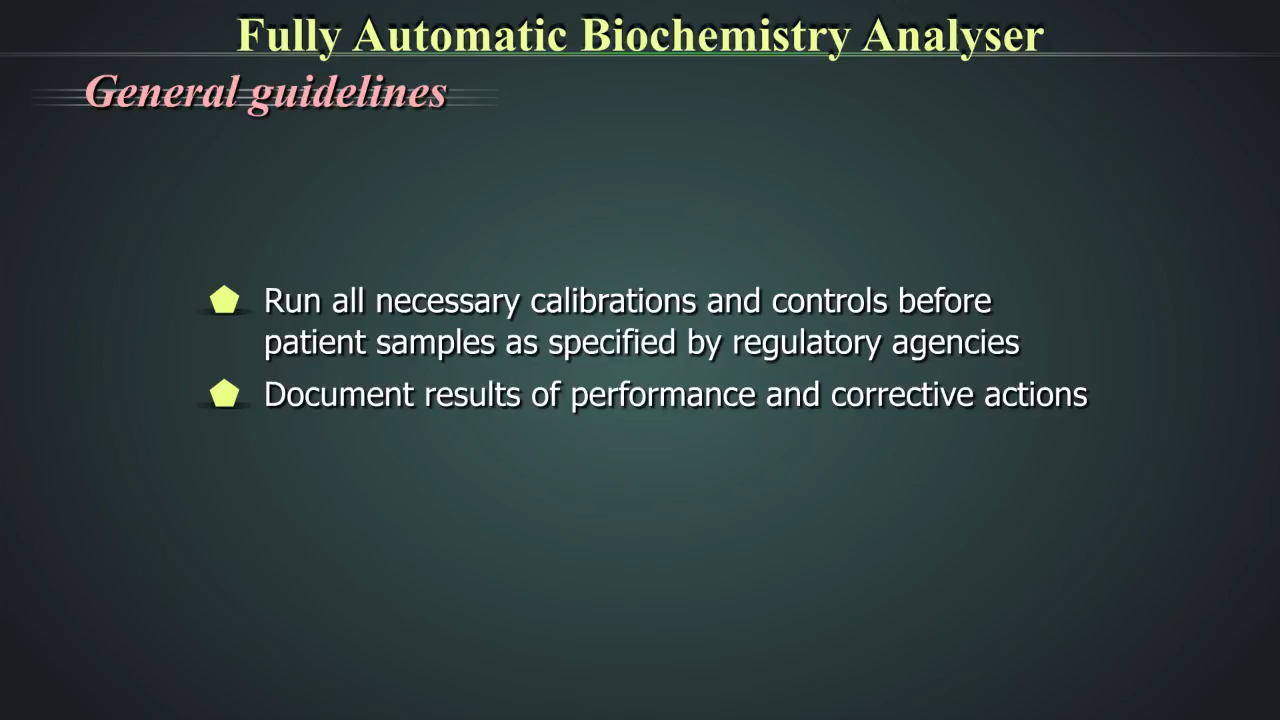 Fully Automatic Biochemistry Analyser
General guidelines
Run all necessary calibrations and controls before
patient samples as specified by regulatory agencies
Document results of performance and corrective actions